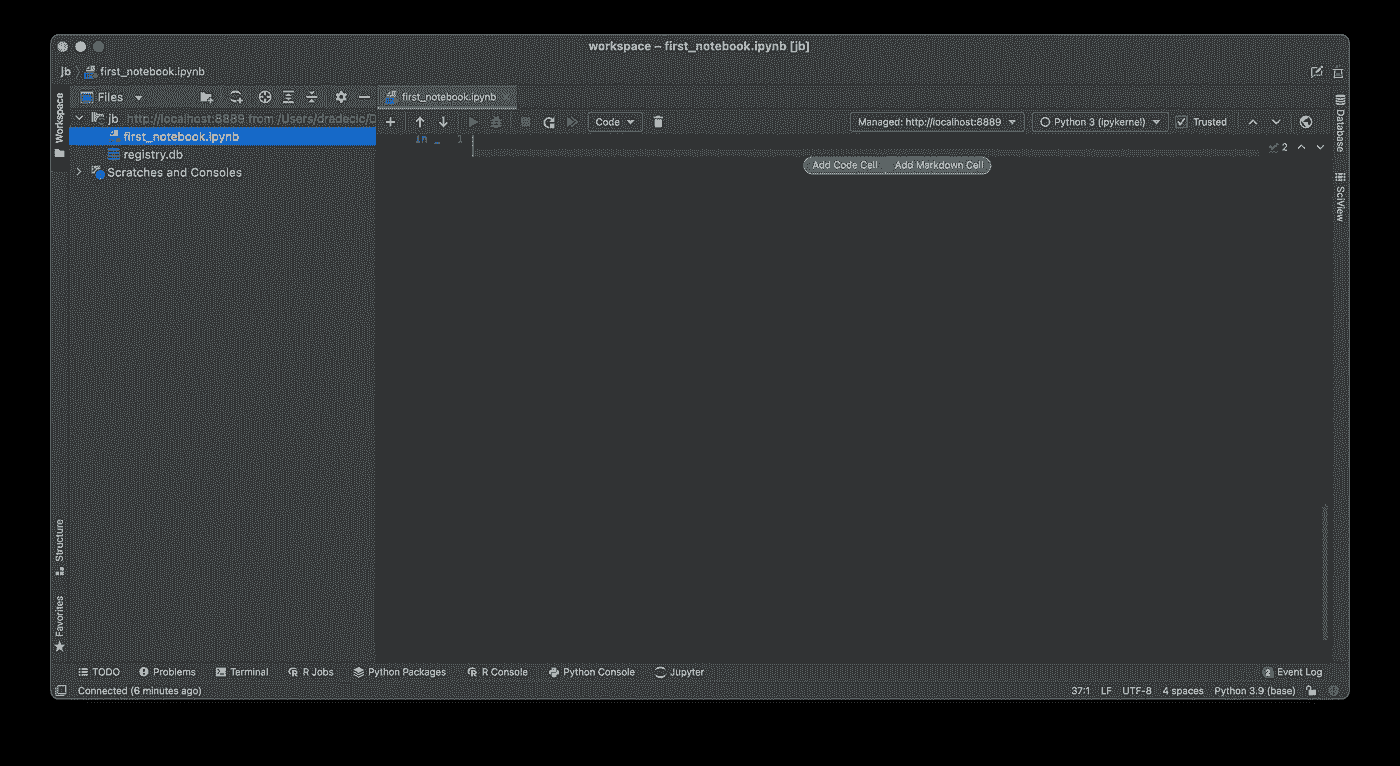 workspace – first_notebook.ipynb [jb]
jb first_notebook.ipynb
Workspace
Files
first_notebook.ipynb
jb http://localhost:8889 from /Users/dradecic/D
first_notebook.ipynb
registry.db
Scratches and Consoles
Code
Managed: http://localhost:8889
Python 3 (ipykernel)
Trusted
In _ 1
2
Add Code Cell Add Markdown Cell
Database
SciView
Structure
Favorites
TODO Problems Terminal R Jobs Python Packages R Console Python Console Jupyter 2 Event Log
Connected (6 minutes ago) 37:1 LF UTF-8 4 spaces Python 3.9 (base)